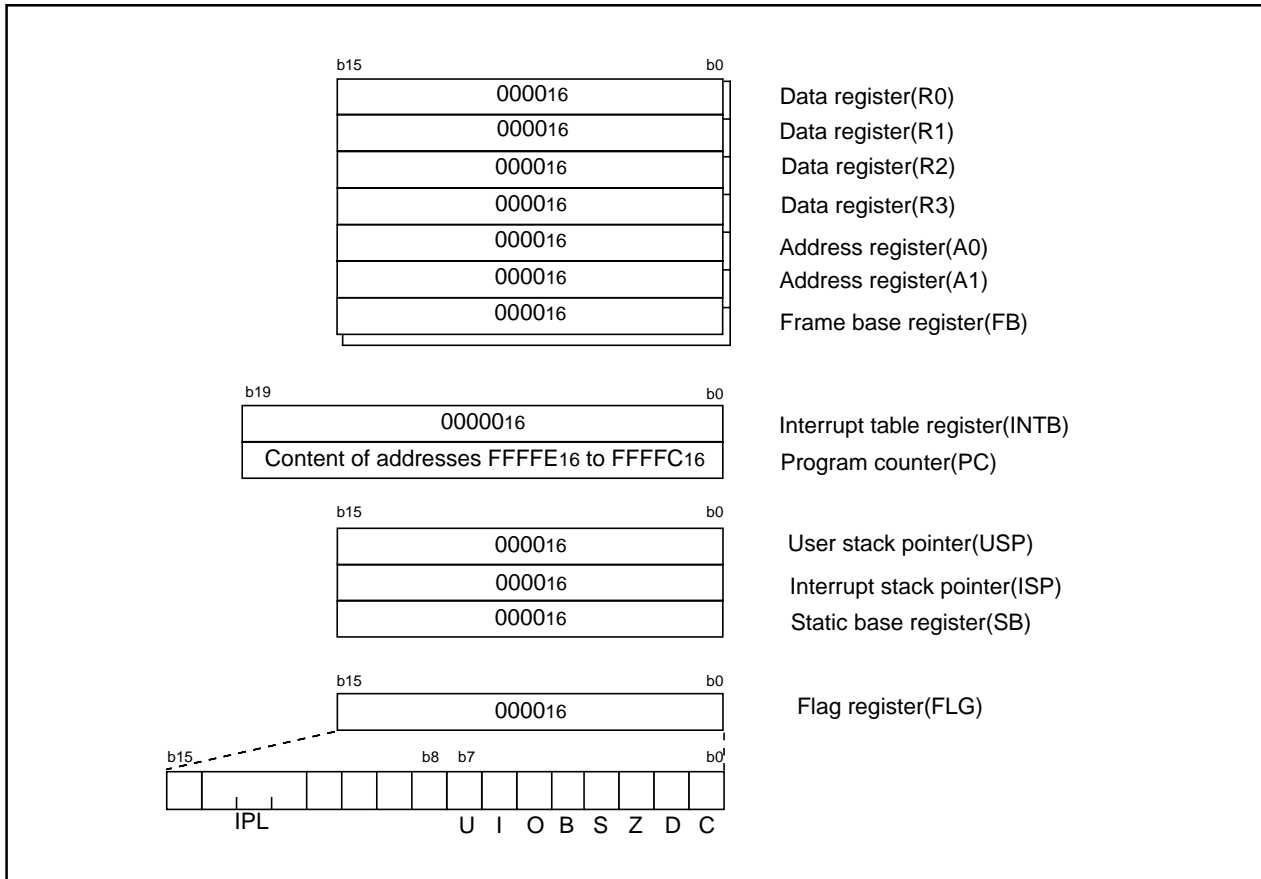 b15 b0
000016 Data register(R0)
000016 Data register(R1)
000016 Data register(R2)
000016 Data register(R3)
000016 Address register(A0)
000016 Address register(A1)
000016 Frame base register(FB)
b19 b0
0000016 Interrupt table register(INTB)
Content of addresses FFFFE16 to FFFFC16 Program counter(PC)
b15 b0
000016 User stack pointer(USP)
000016 Interrupt stack pointer(ISP)
000016 Static base register(SB)
b15 b0
000016 Flag register(FLG)
b15 b8 b7 b0
IPL U I O B S Z D C